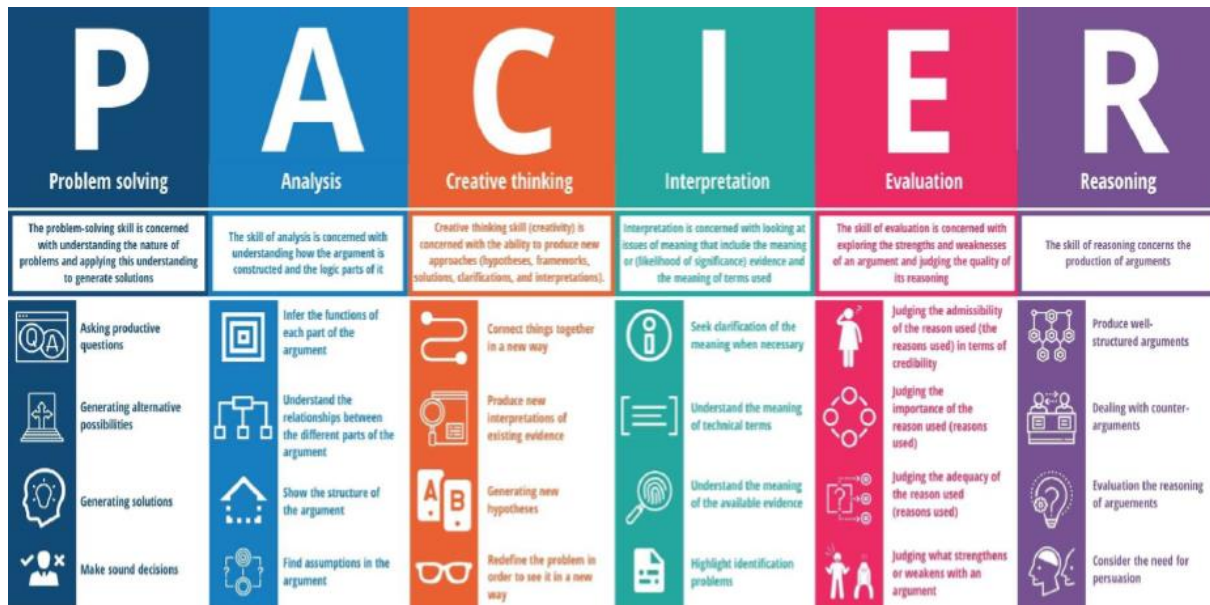 P
Problem solving
The problem-solving skill is concerned
with understanding the nature of
problems and applying this understanding
to generate solutions
QA
Asking productive
questions
Generating alternative
possibilities
Generating solutions
Make sound decisions
A
Analysis
The skill of analysis is concerned with
understanding how the argument is
constructed and the logic parts of it
Infer the functions of
each part of the
argument
Understand the
relationships between
the different parts of the
argument
Show the structure of
the argument
Find assumptions in the
argument
C
Creative thinking
Creative thinking skill (creativity) is
concerned with the ability to produce new
approaches (hypotheses, frameworks,
solutions, clarifications, and interpretations).
Connect things together
in a new way
Produce new
interpretations of
existing evidence
A
B
Generating new
hypotheses
Redefine the problem in
order to see it in a new
way
I
Interpretation
Interpretation is concerned with looking at
issues of meaning that include the meaning
or (likelihood of significance) evidence and
the meaning of terms used
Seek clarification of the
meaning when necessary
Understand the meaning
of technical terms
Understand the meaning
of the available evidence
Highlight identification
problems
E
Evaluation
The skill of evaluation is concerned with
exploring the strengths and weaknesses
of an argument and judging the quality of
its reasoning
Judging the admissibility
of the reason used (the
reasons used) in terms of
credibility
Judging the
importance of the
reason used (reasons
used)
Judging the adequacy of
the reason used
(reasons used)
Judging what strengthens
or weakens with an
argument
R
Reasoning
The skill of reasoning concerns the
production of arguments
Produce well-
structured arguments
Dealing with counter-
arguments
Evaluation the reasoning
of arguements
Consider the need for
persuasion